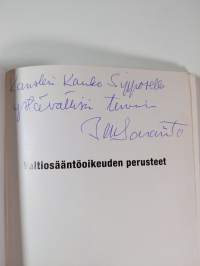 Kansleri Kauko Sipposelle
ystävällisin terveisin
Valtiosääntöoikeuden perusteet